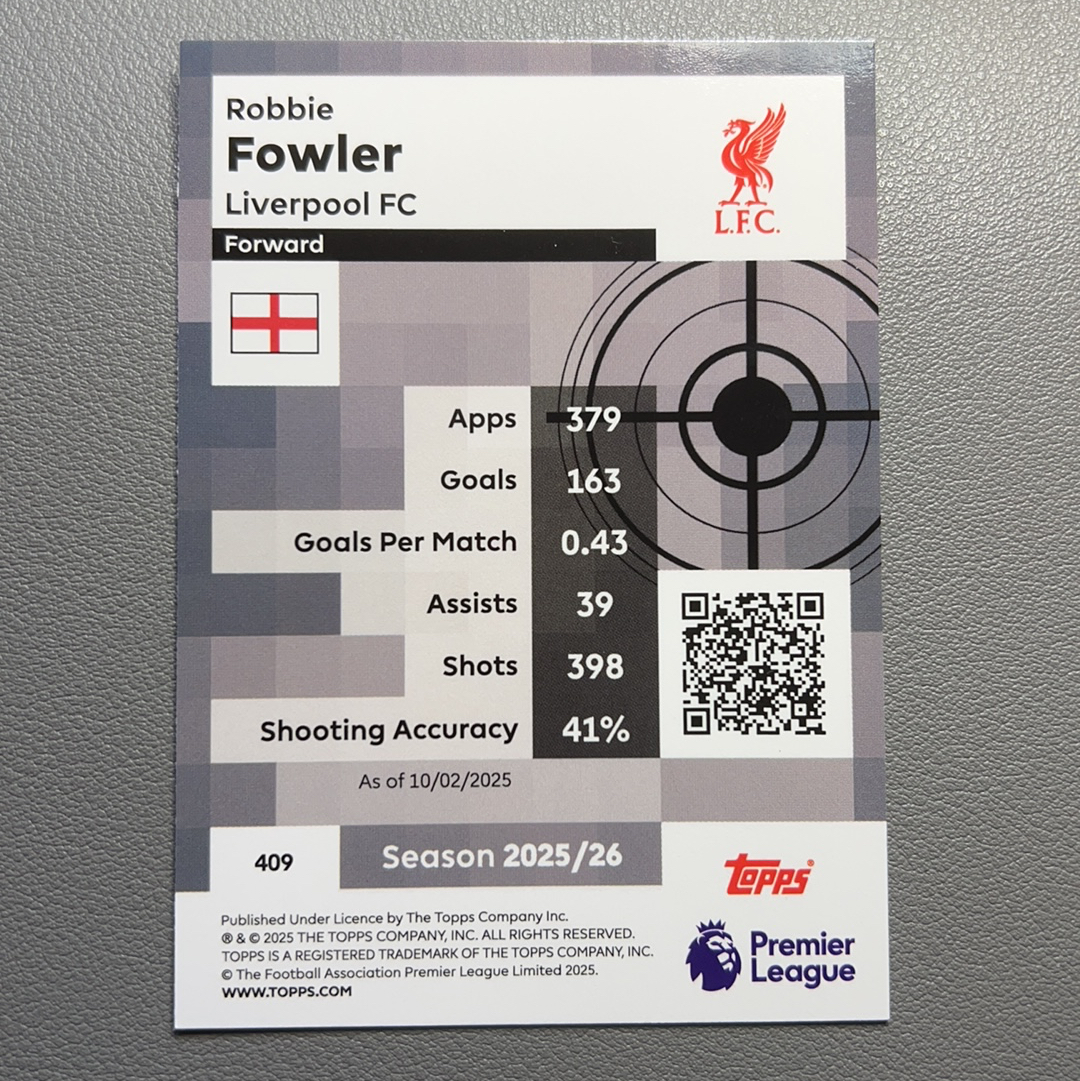 Robbie
Fowler
Liverpool FC
L.F.C.
Forward
Apps 379
Goals 163
Goals Per Match 0.43
Assists 39
Shots 398
Shooting Accuracy 41%
As of 10/02/2025
409
Season 2025/26
Topps®
Published Under Licence by The Topps Company Inc.
® & © 2025 THE TOPPS COMPANY, INC. ALL RIGHTS RESERVED.
TOPPS IS A REGISTERED TRADEMARK OF THE TOPPS COMPANY, INC.
© The Football Association Premier League Limited 2025.
WWW.TOPPS.COM
Premier
League